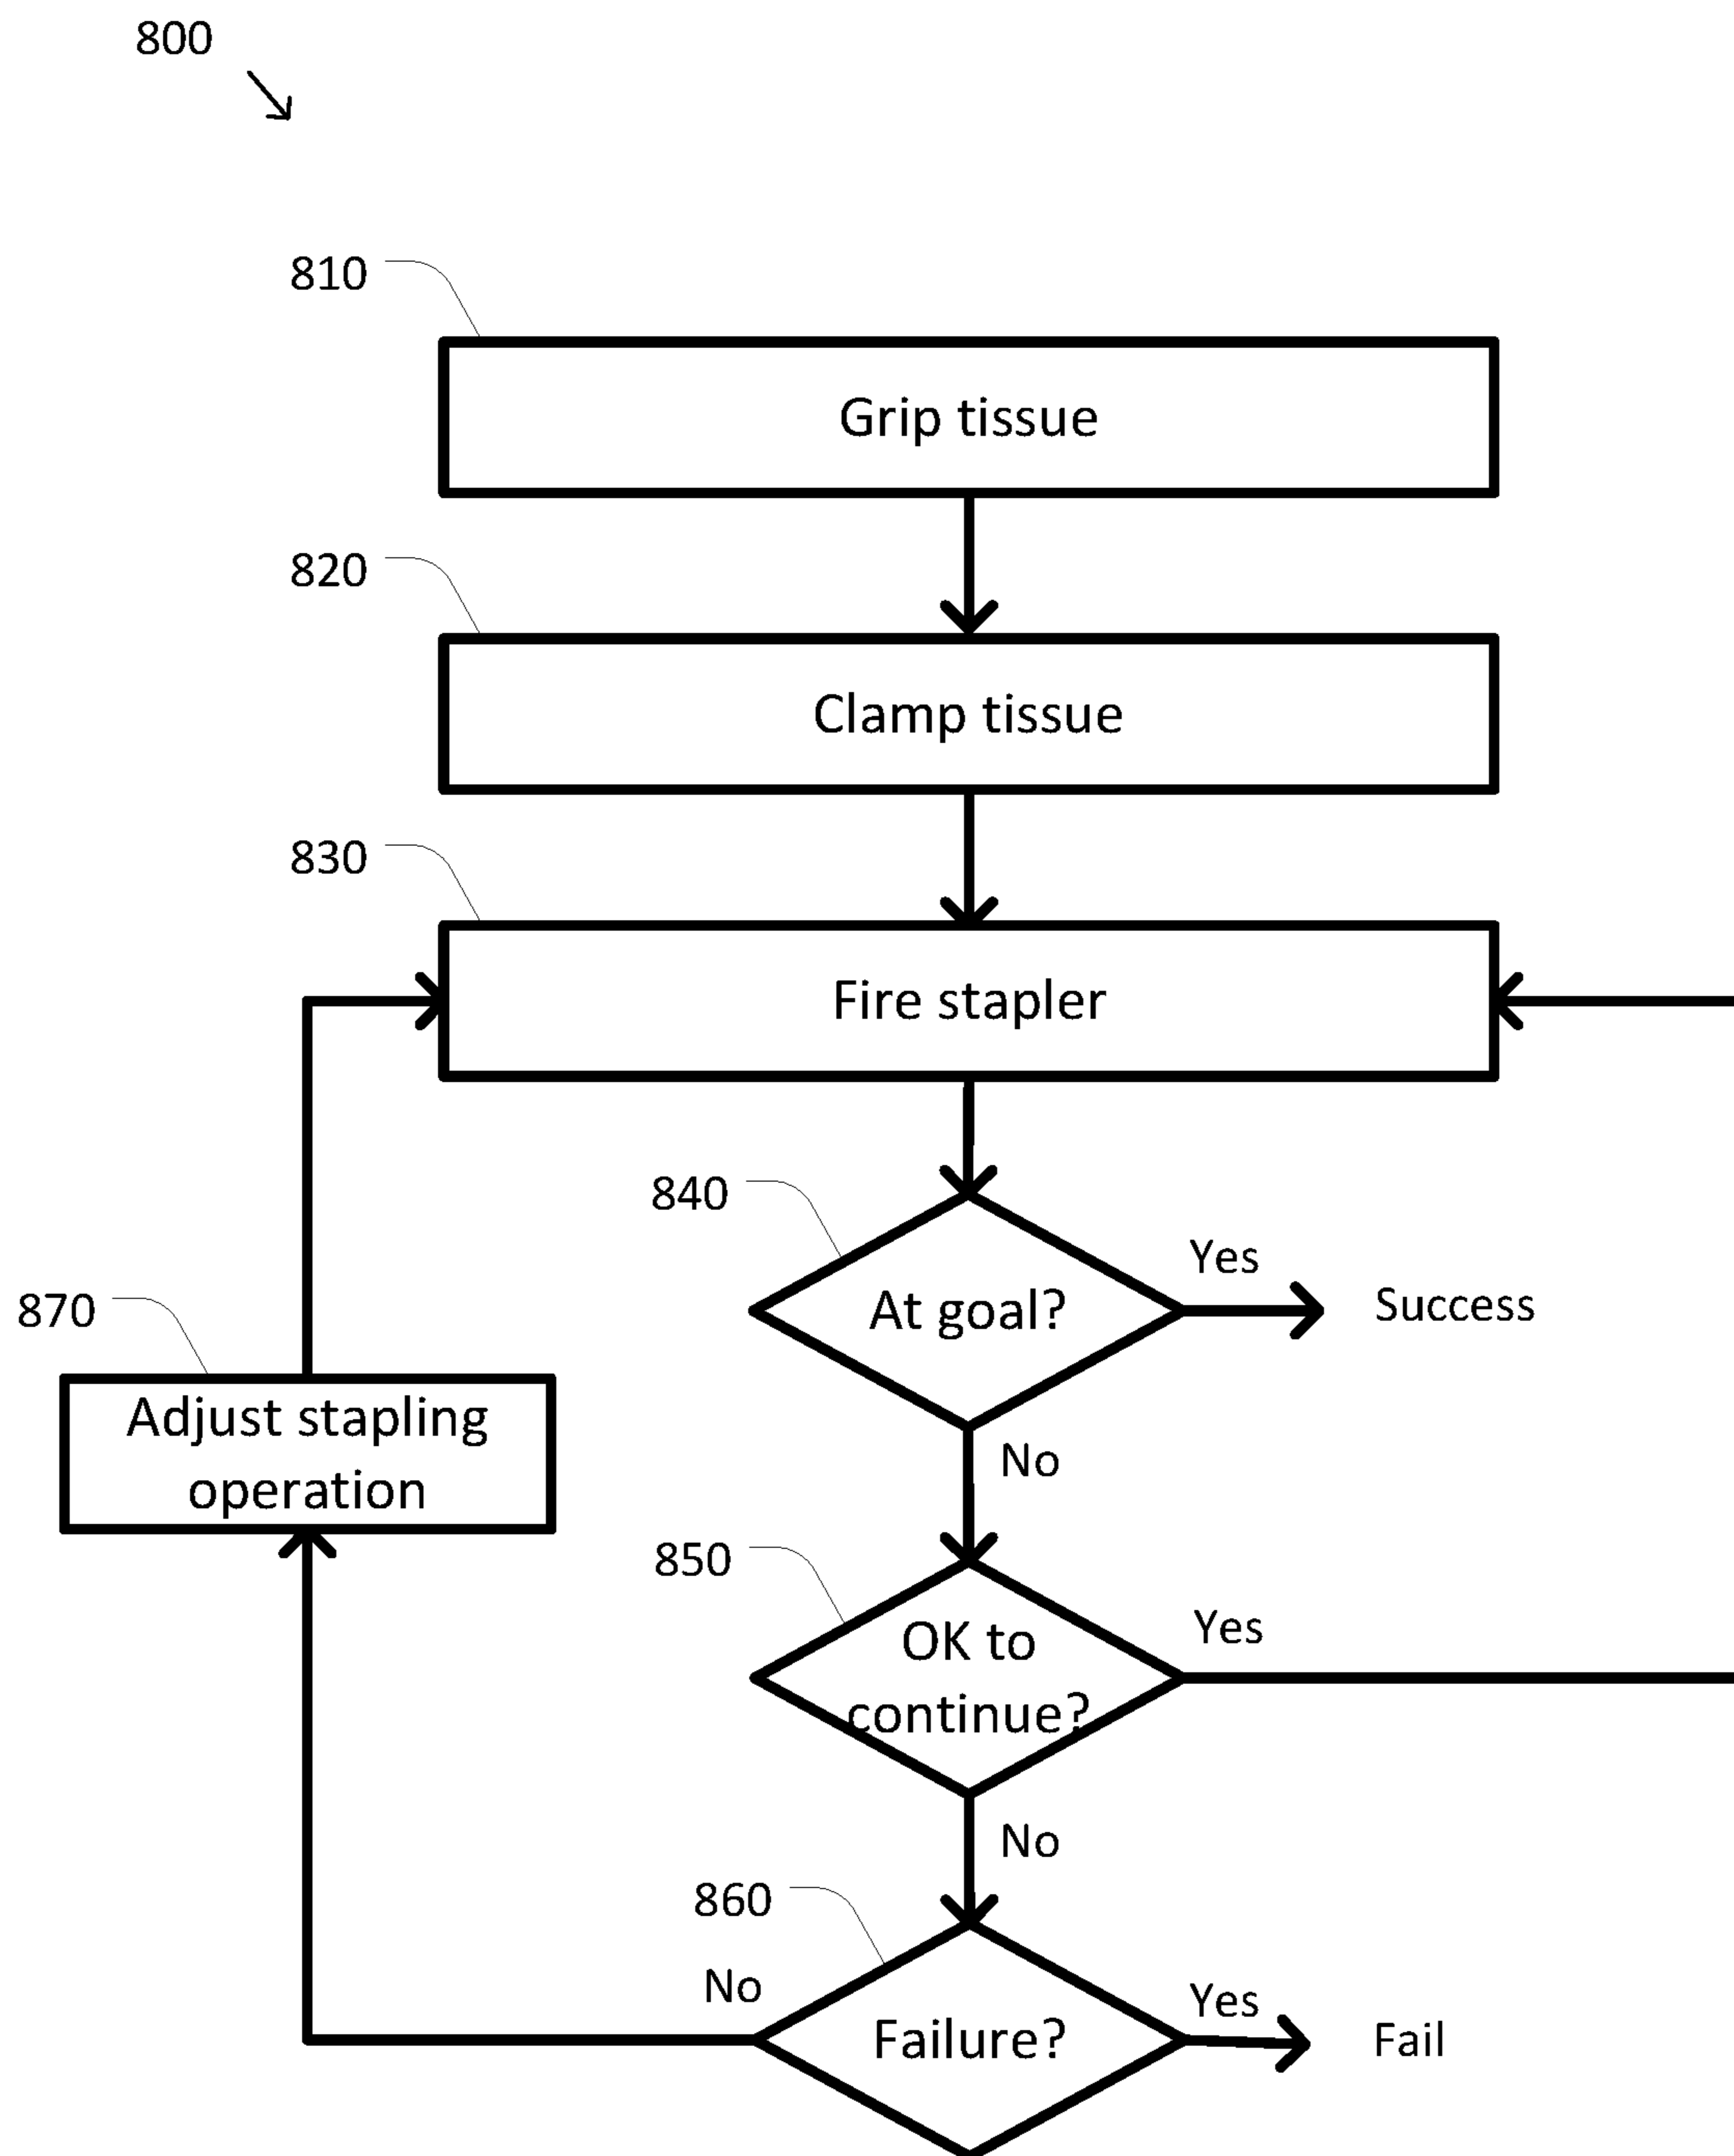 800
810
Grip tissue
820
Clamp tissue
830
Fire stapler
840
At goal?
Yes
Success
No
870
Adjust stapling
operation
850
OK to
continue?
Yes
No
860
Failure?
No
Yes
Fail